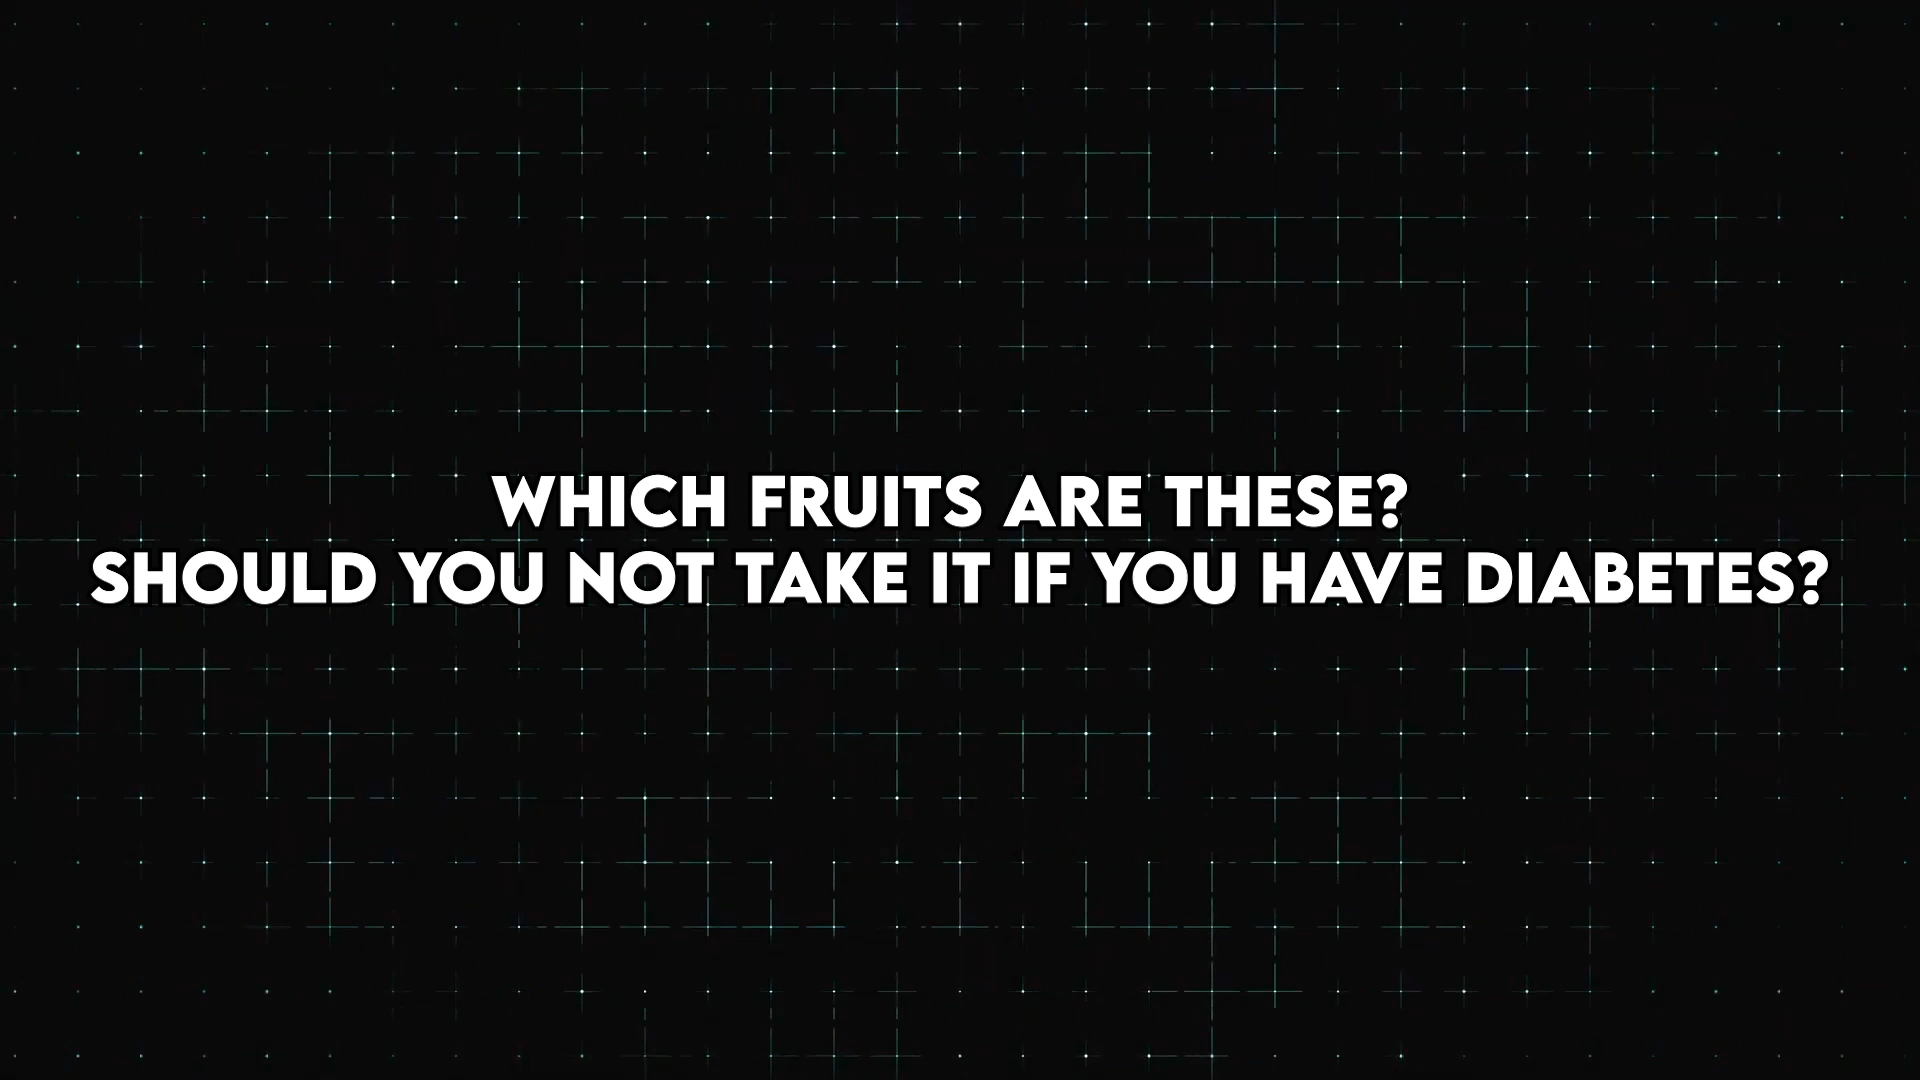 WHICH FRUITS ARE THESE?
SHOULD YOU NOT TAKE IT IF YOU HAVE DIABETES?